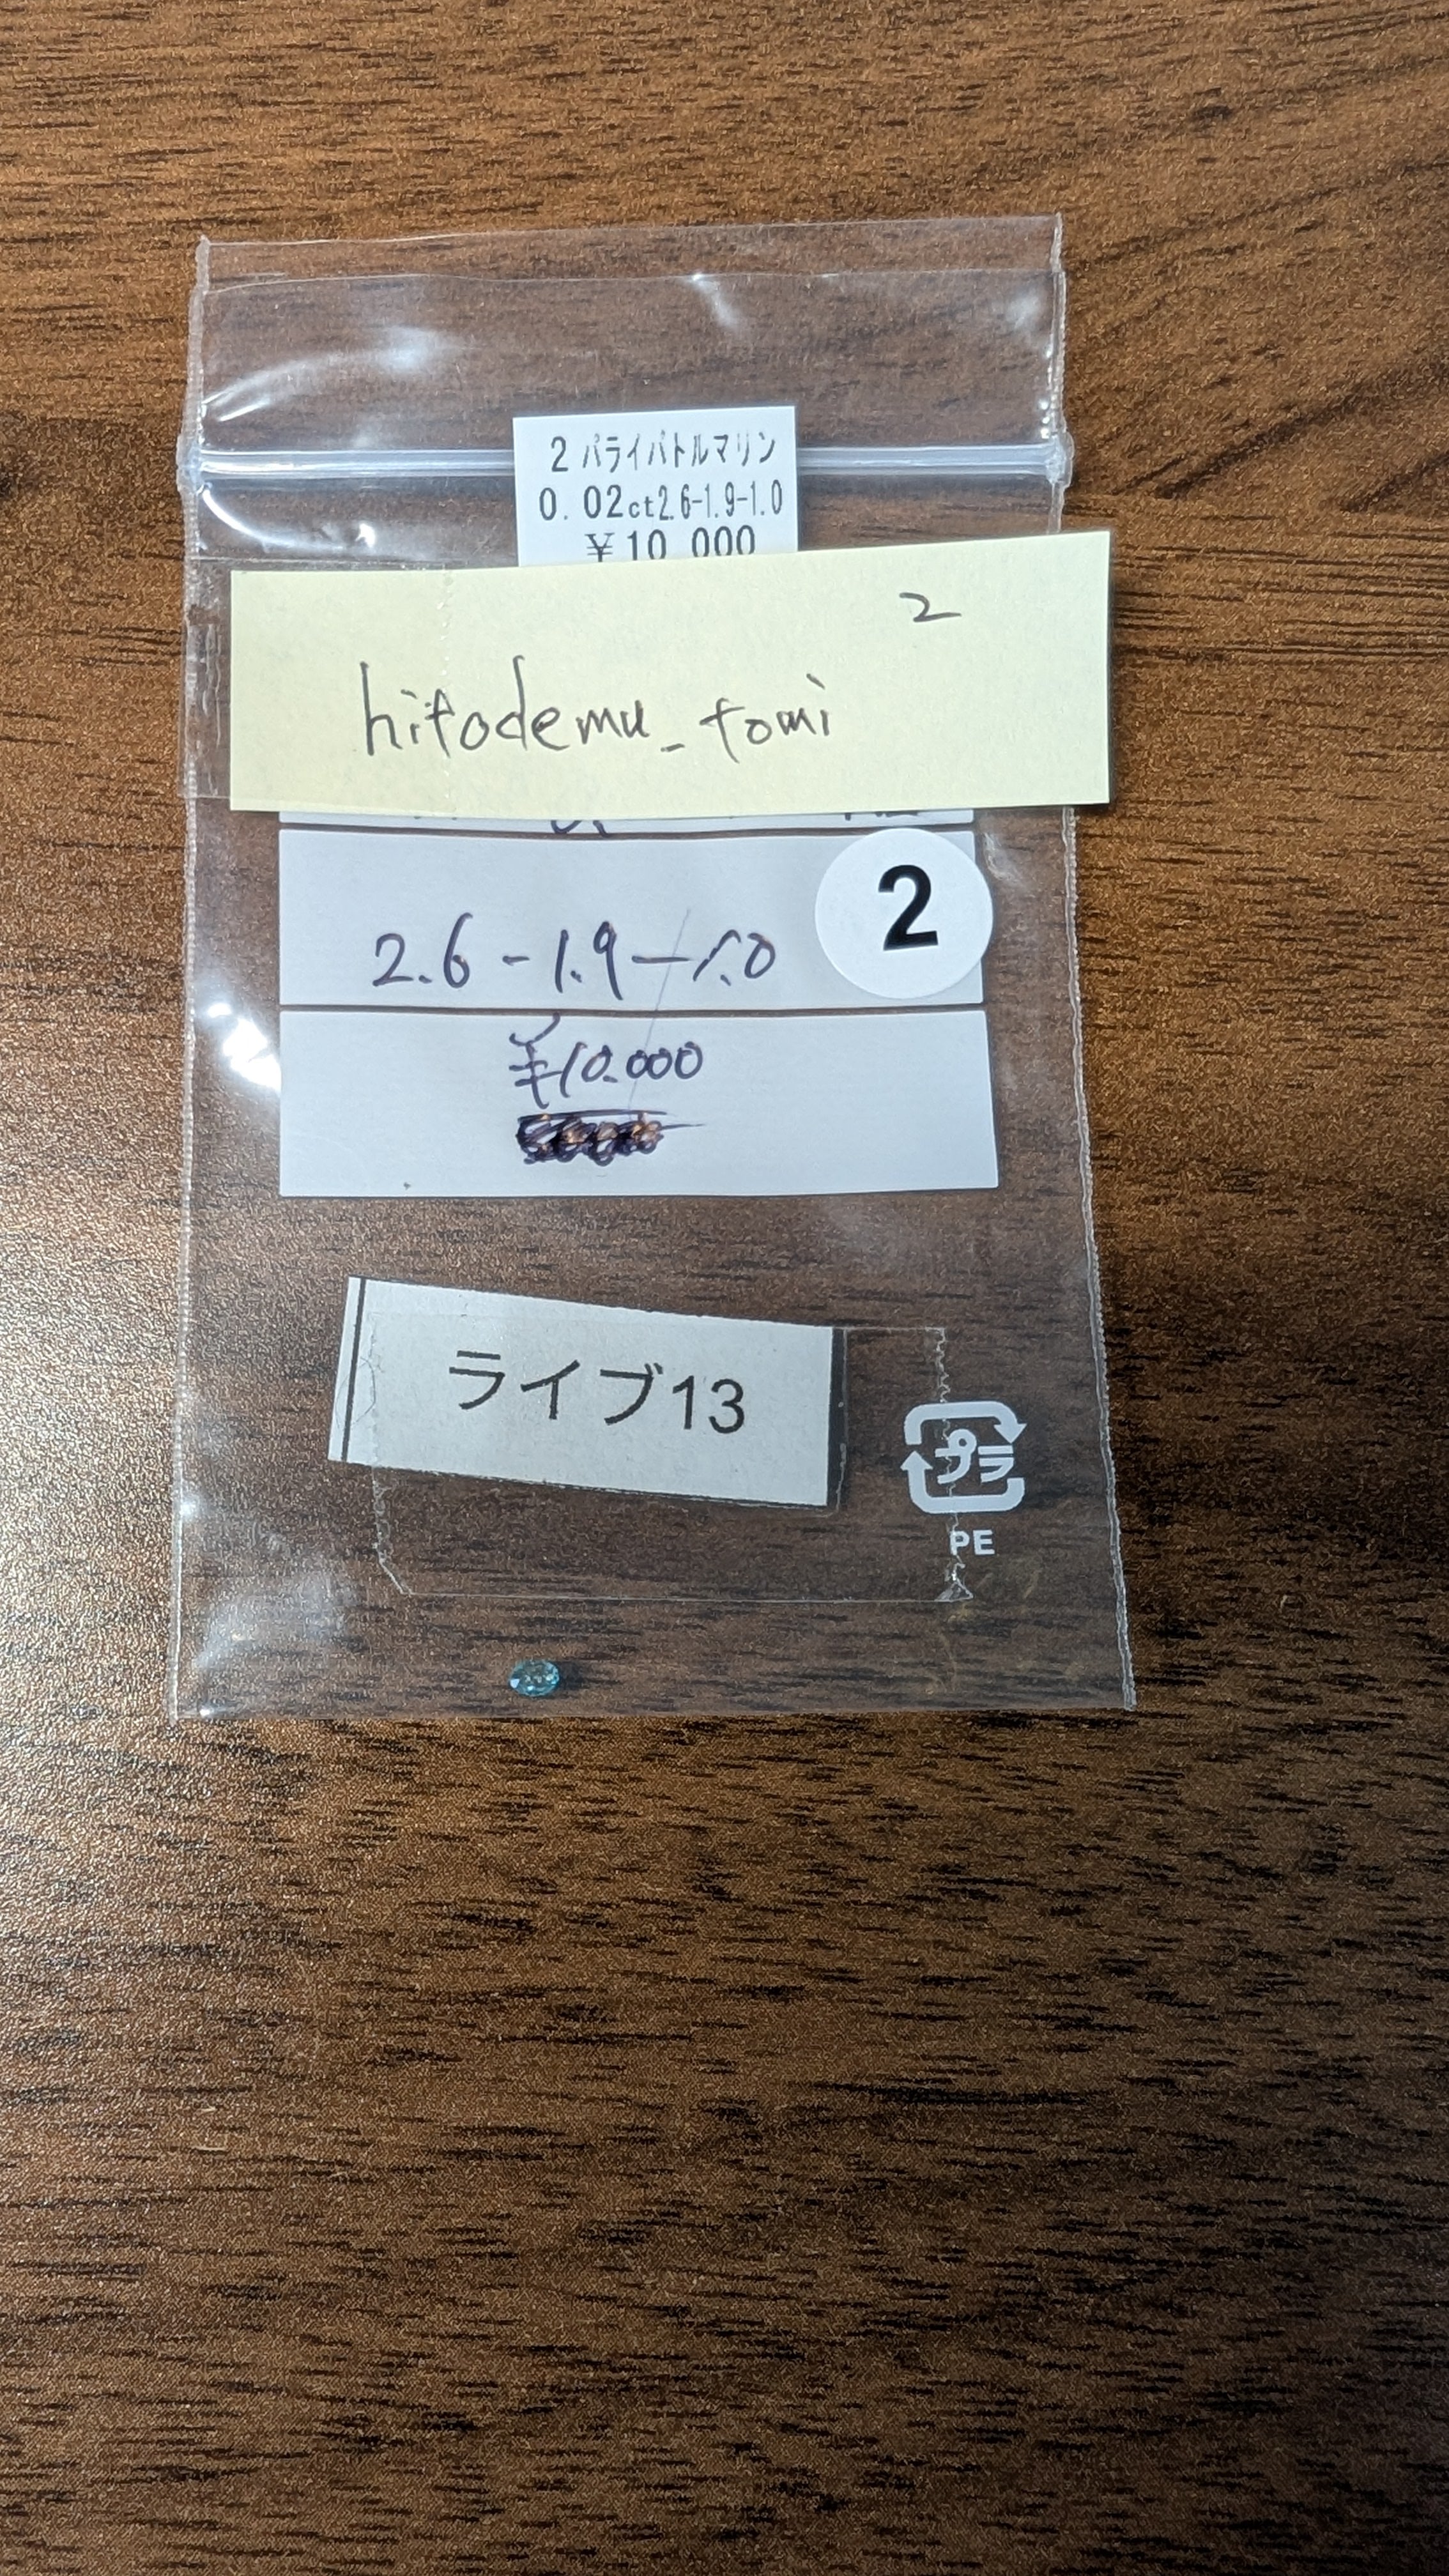 2 パライバトルマリン
0.02ct2.6-1.9-1.0
¥10,000
2
hitodemu_tomi
2
2.6-1.9-1.0
¥10.000
ライブ13
プラ
PE